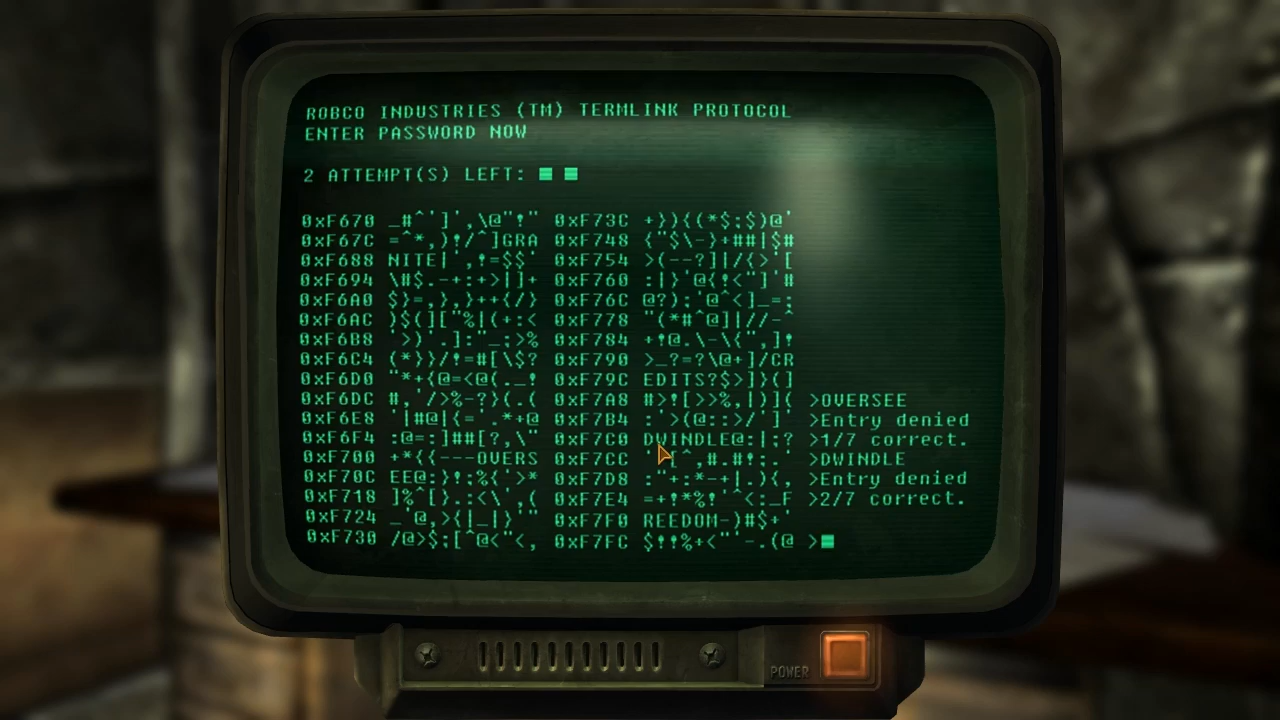 ROBCO INDUSTRIES (TM) TERMLINK PROTOCOL
ENTER PASSWORD NOW
2 ATTEMPT(S) LEFT: ■ ■
0xF670 _#^']',\@"!" 0xF73C +}){(*$;$)@'
0xF67C =^*,)!/^]GRA 0xF748 {"$\-}+##|$#
0xF688 NITE|',!=$$' 0xF754 >(--?]|/{>'[
0xF694 \#$.-+:+>|]+ 0xF760 :|}'@{!<"]'#
0xF6A0 $}=,},}++{/} 0xF76C @?);'@^<]_=;
0xF6AC )$(]["%|(+:< 0xF778 "(*#^@]|//-^
0xF6B8 '>)'.]:"_;>% 0xF784 +!@.\-\{",]!
0xF6C4 (*}}/!=#[\$? 0xF790 >_?=?\@+]/CR
0xF6D0 "*+{@=<@(._! 0xF79C EDITS?$>]}(]
0xF6DC #,'/>%-?}(.( 0xF7A8 #>![>>%,|)]( >OVERSEE
0xF6E8 '|#@|{='.*+@ 0xF7B4 :'>(@::>/']' >Entry denied
0xF6F4 :@=:]##[?,\" 0xF7C0 DWINDLE@:|;? >1/7 correct.
0xF700 +*{{---OVERS 0xF7CC ''[^,#.#!;.' >DWINDLE
0xF70C EE@:}!;%{'>* 0xF7D8 :"+:*-+|.){, >Entry denied
0xF718 ]%^[}.:<\',( 0xF7E4 =+!*%!'^<:_F >2/7 correct.
0xF724 _'@,>{|_|}'" 0xF7F0 REEDOM-)#$+'
0xF730 /@>$;[^@<"<, 0xF7FC $!!%+<"'-.(@ >■
POWER